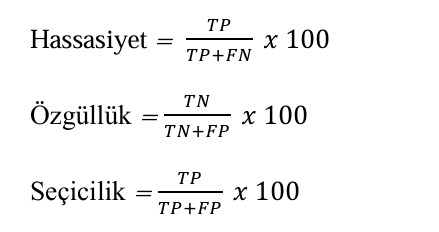 Hassasiyet = TP / TP+FN x 100
Özgüllük = TN / TN+FP x 100
Seçicilik = TP / TP+FP x 100